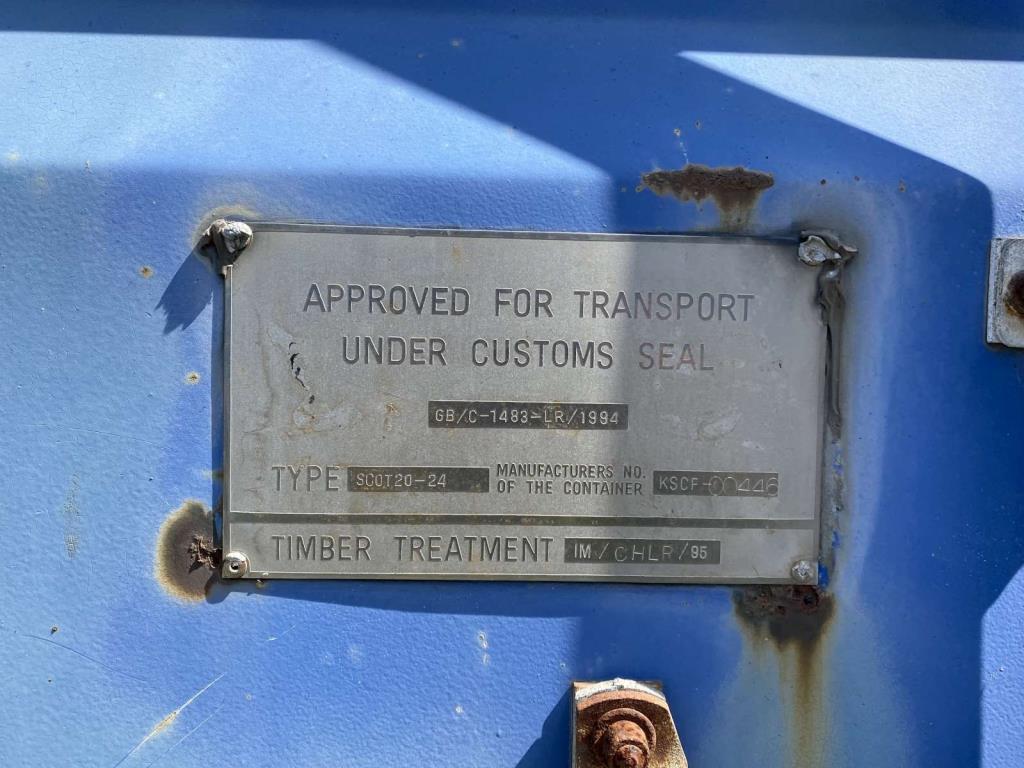 APPROVED FOR TRANSPORT
UNDER CUSTOMS SEAL
GB/C-1483-LR/1994
TYPE SCOT20-24 MANUFACTURERS NO. OF THE CONTAINER KSCF-00446
TIMBER TREATMENT IM/CHLR/95